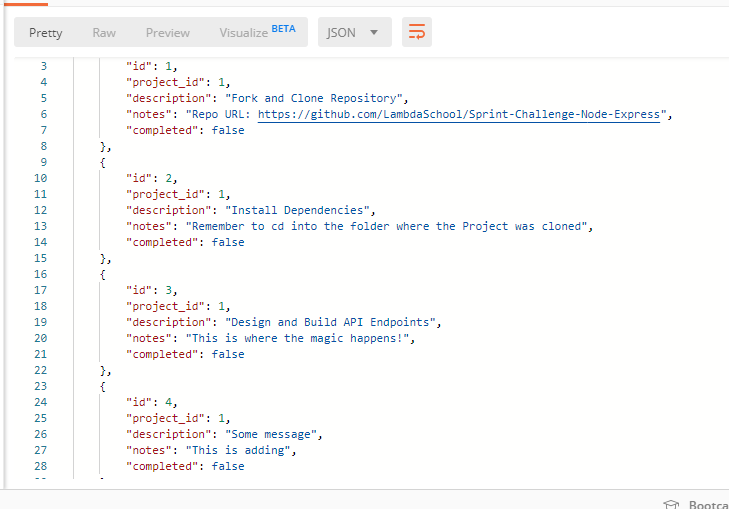 Pretty Raw Preview Visualize BETA JSON
3 "id": 1,
4 "project_id": 1,
5 "description": "Fork and Clone Repository",
6 "notes": "Repo URL: https://github.com/LambdaSchool/Sprint-Challenge-Node-Express",
7 "completed": false
8 },
9 {
10 "id": 2,
11 "project_id": 1,
12 "description": "Install Dependencies",
13 "notes": "Remember to cd into the folder where the Project was cloned",
14 "completed": false
15 },
16 {
17 "id": 3,
18 "project_id": 1,
19 "description": "Design and Build API Endpoints",
20 "notes": "This is where the magic happens!",
21 "completed": false
22 },
23 {
24 "id": 4,
25 "project_id": 1,
26 "description": "Some message",
27 "notes": "This is adding",
28 "completed": false
Bootca